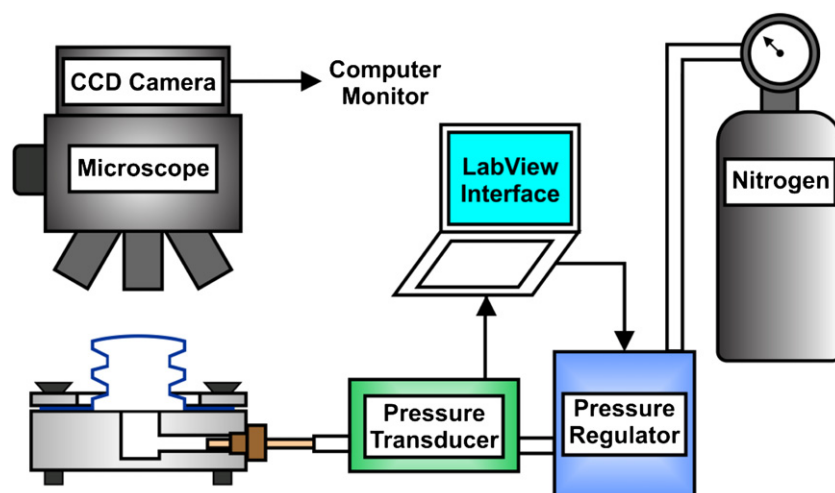 CCD Camera
Computer
Monitor
Microscope
LabView
Interface
Nitrogen
Pressure
Transducer
Pressure
Regulator